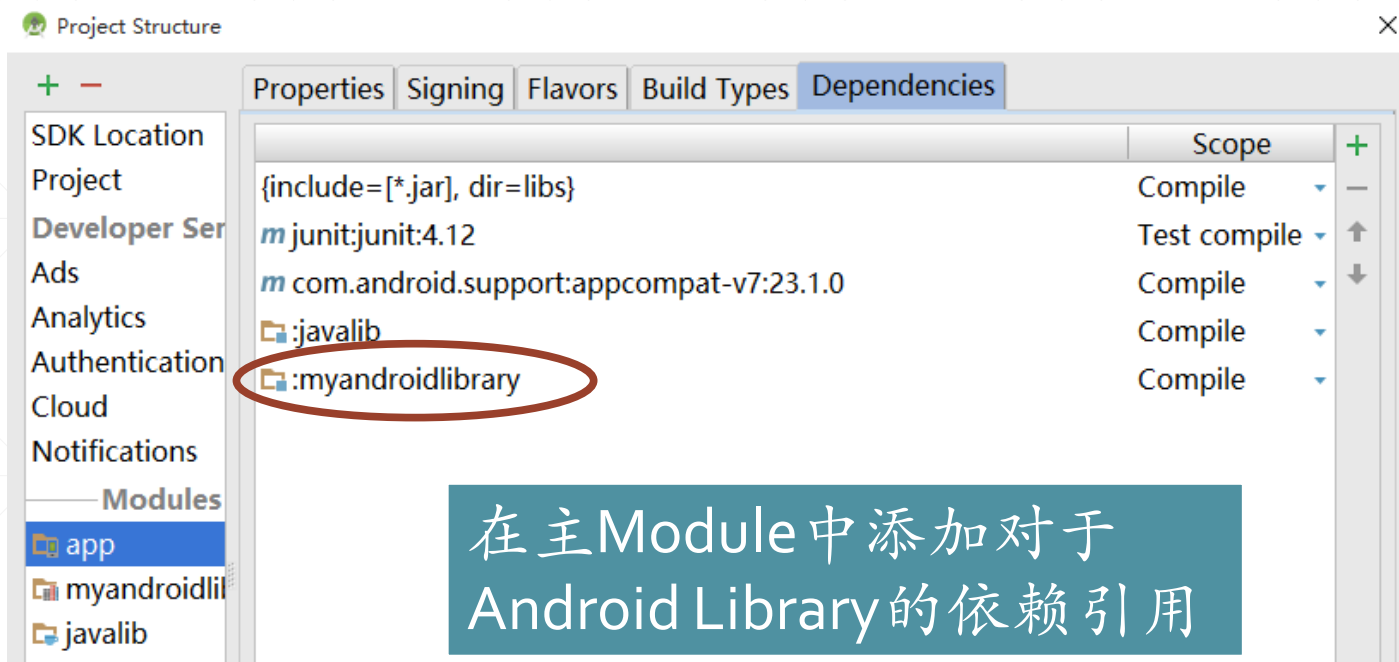 Project Structure
Properties Signing Flavors Build Types Dependencies
SDK Location
Project
Developer Ser
Ads
Analytics
Authentication
Cloud
Notifications
Modules
app
myandroidlil
javalib
Scope
{include=[*.jar], dir=libs} Compile
m junit:junit:4.12 Test compile
m com.android.support:appcompat-v7:23.1.0 Compile
:javalib Compile
:myandroidlibrary Compile
在主Module中添加对于
Android Library的依赖引用